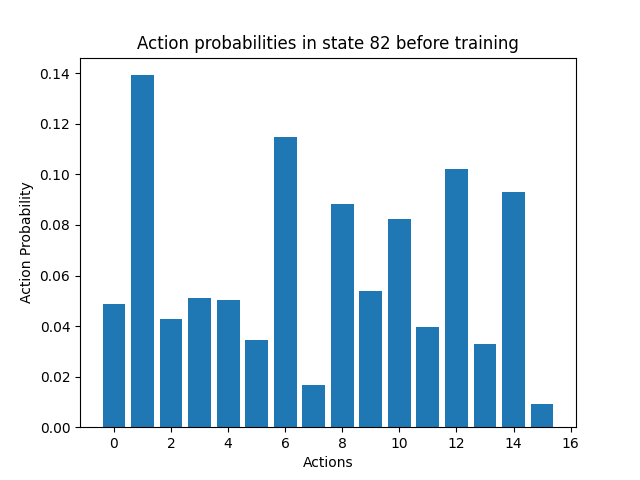 Action probabilities in state 82 before training
0.14
0.12
0.10
0.08
0.06
0.04
0.02
0.00
Action Probability
0 2 4 6 8 10 12 14 16
Actions